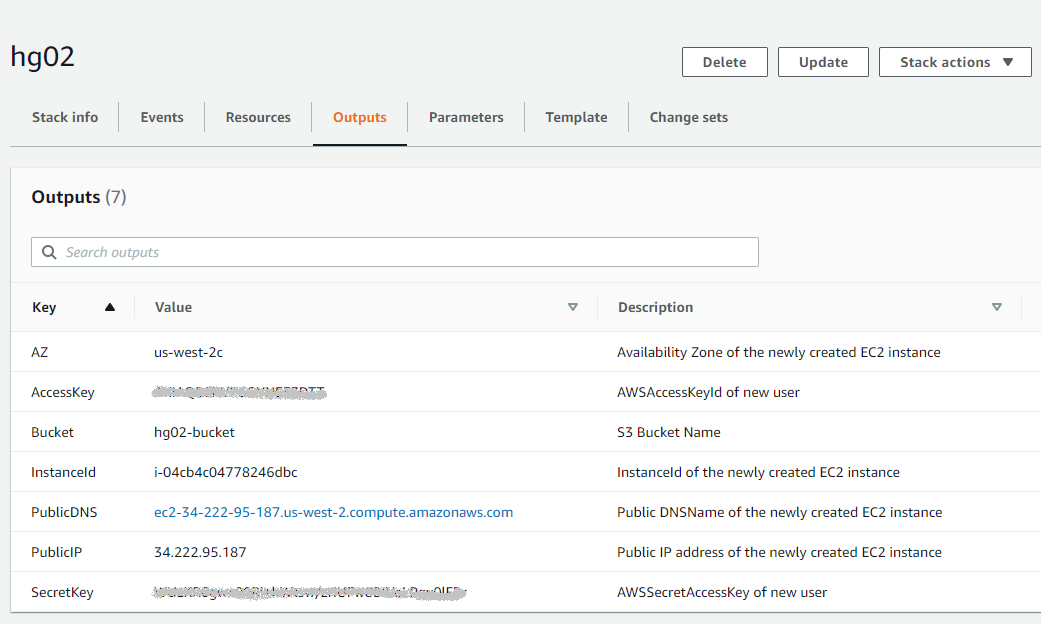 hg02
Delete Update Stack actions
Stack info Events Resources Outputs Parameters Template Change sets
Outputs (7)
Search outputs
Key Value Description
AZ us-west-2c Availability Zone of the newly created EC2 instance
AccessKey AWSAccessKeyId of new user
Bucket hg02-bucket S3 Bucket Name
InstanceId i-04cb4c04778246dbc InstanceId of the newly created EC2 instance
PublicDNS ec2-34-222-95-187.us-west-2.compute.amazonaws.com Public DNSName of the newly created EC2 instance
PublicIP 34.222.95.187 Public IP address of the newly created EC2 instance
SecretKey AWSSecretAccessKey of new user